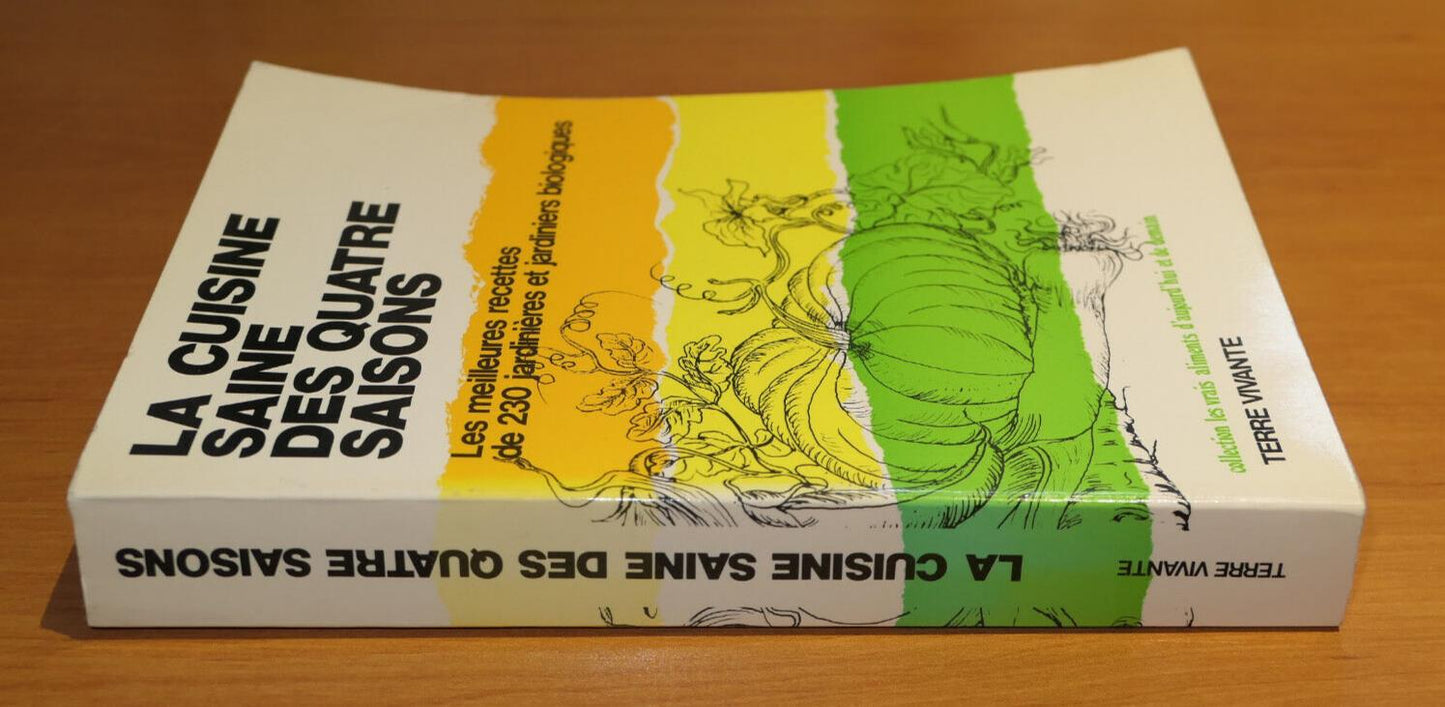 LA CUISINE
SAINE
DES QUATRE
SAISONS
Les meilleures recettes
de 230 jardinières et jardiniers biologiques
collection les vrais aliments d'aujourd'hui et de demain
TERRE VIVANTE
LA CUISINE SAINE DES QUATRE SAISONS
TERRE VIVANTE